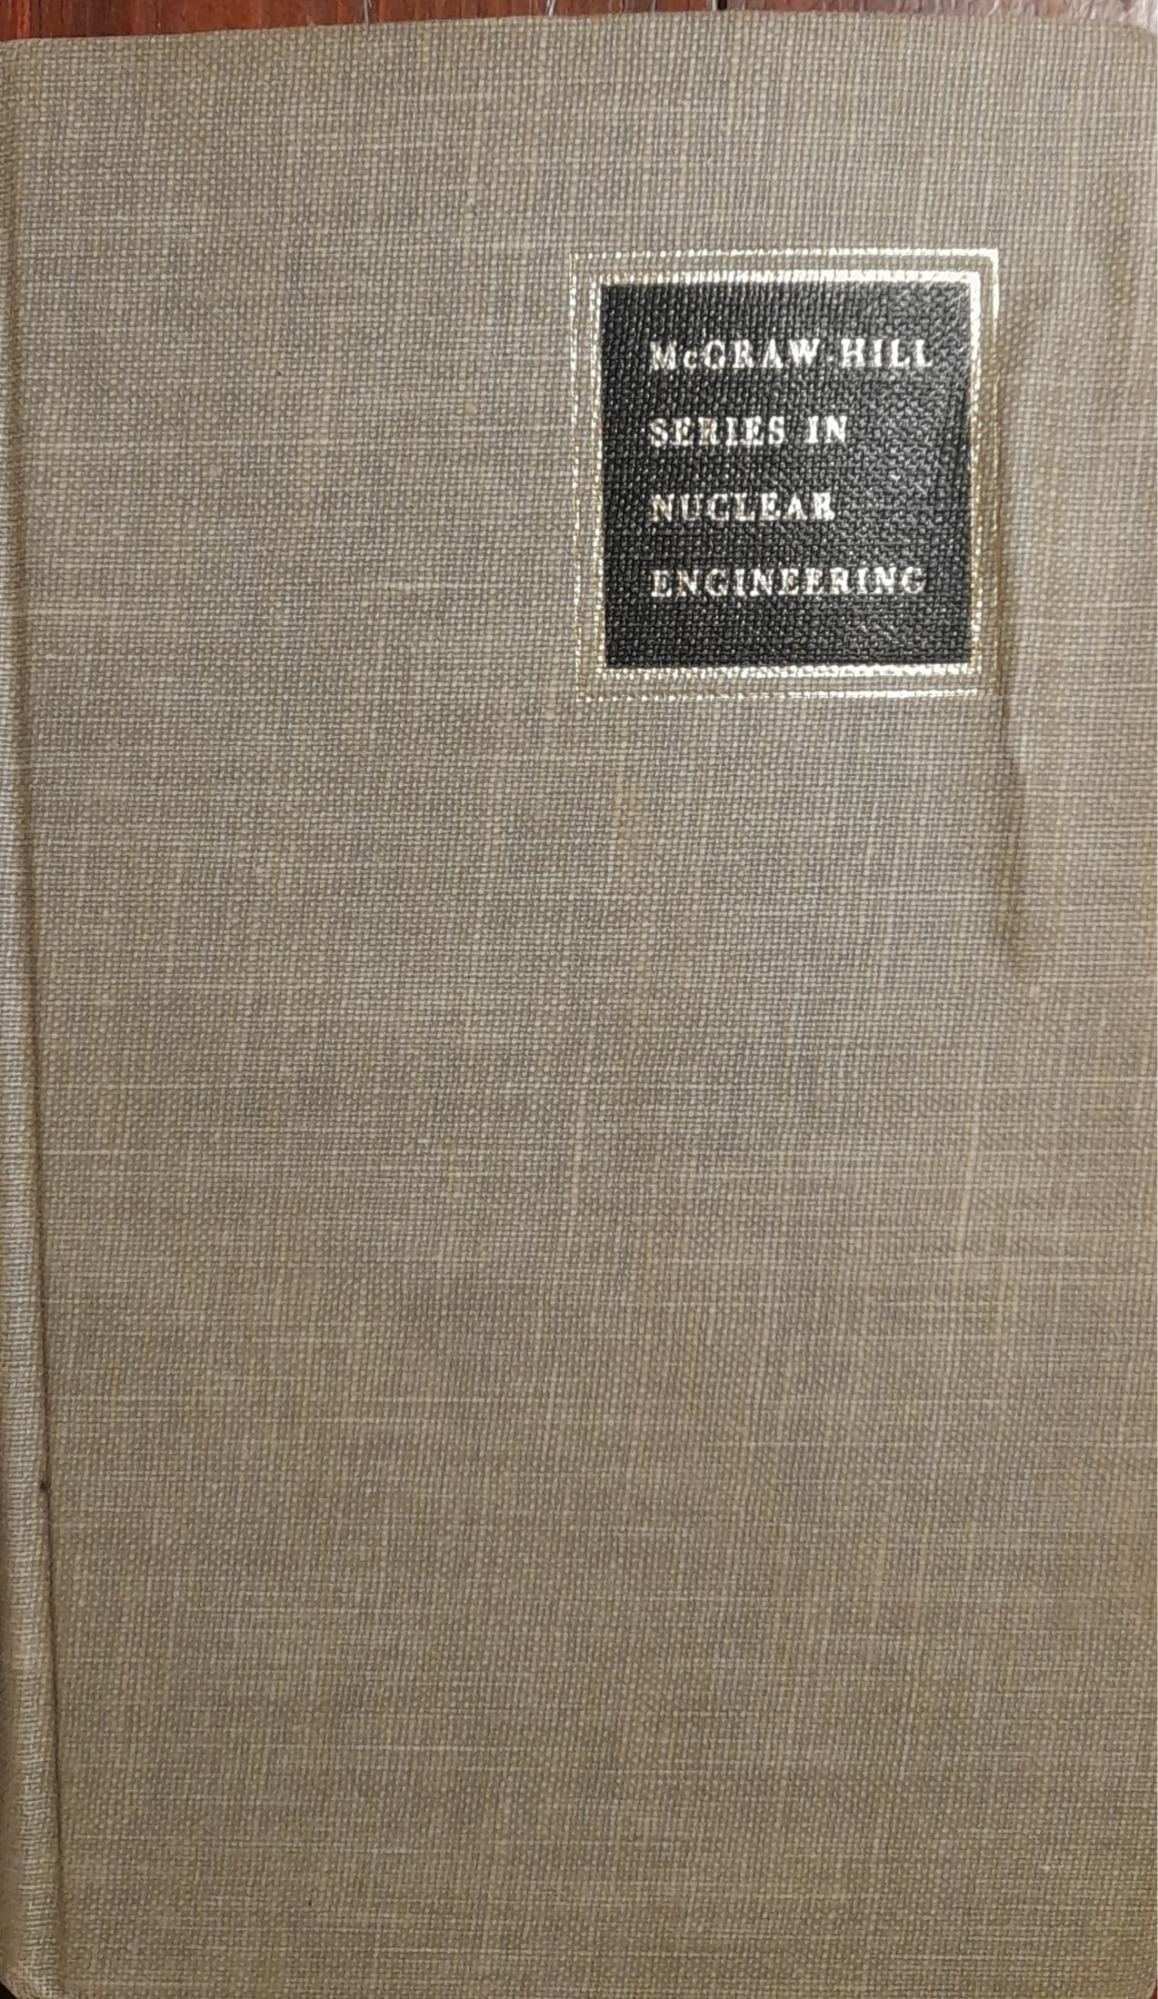 McGRAW-HILL
SERIES IN
NUCLEAR
ENGINEERING